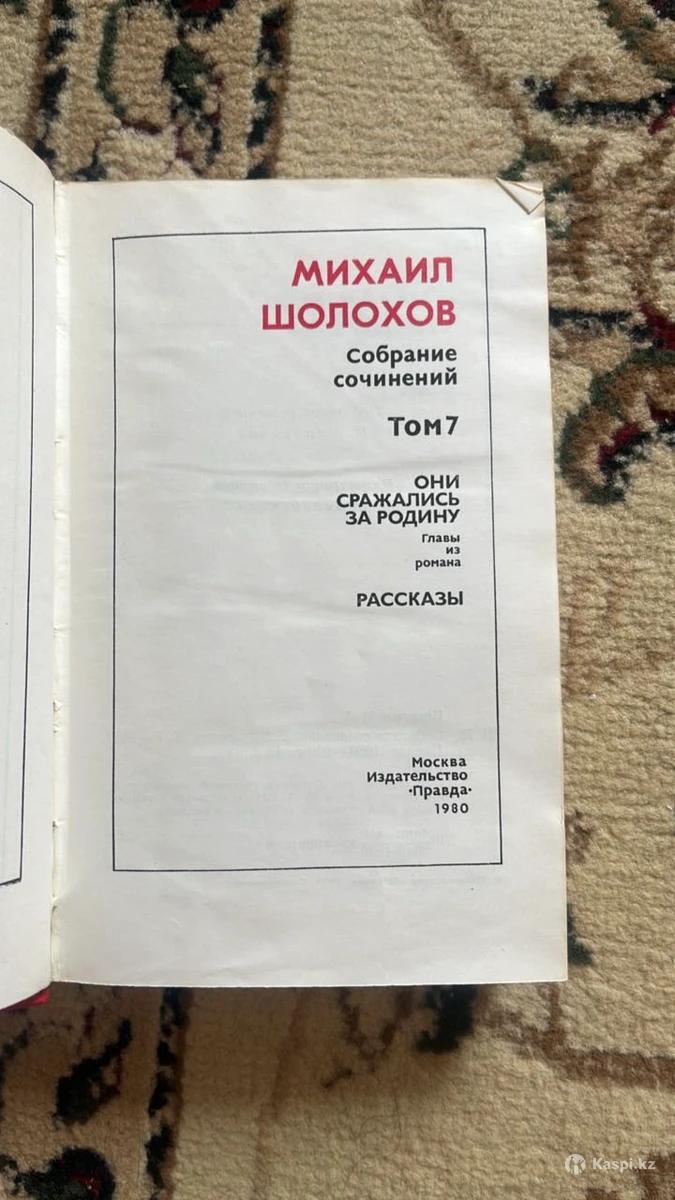 МИХАИЛ
ШОЛОХОВ
Собрание
сочинений
Том 7
ОНИ
СРАЖАЛИСЬ
ЗА РОДИНУ
Главы
из
романа
РАССКАЗЫ
Москва
Издательство
«Правда»
1980
Kaspi.kz